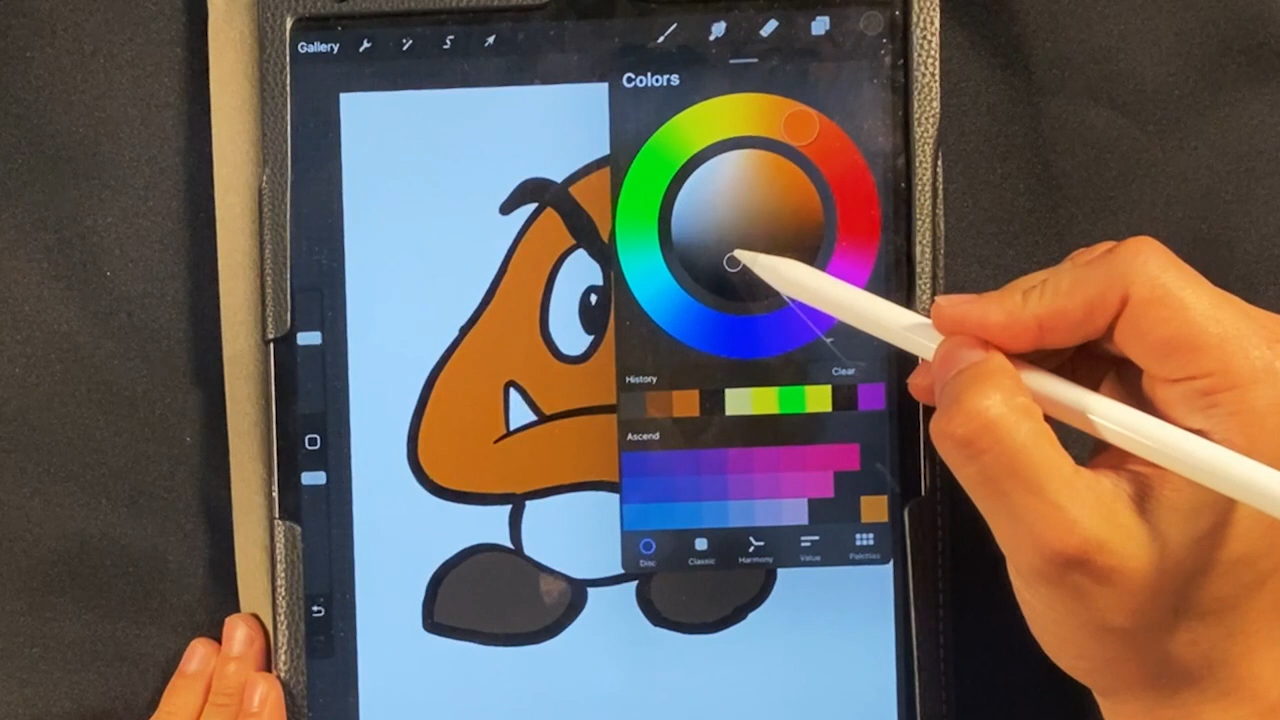 Gallery
Colors
Clear
History
Ascend
Disc Classic Harmony Value Palettes